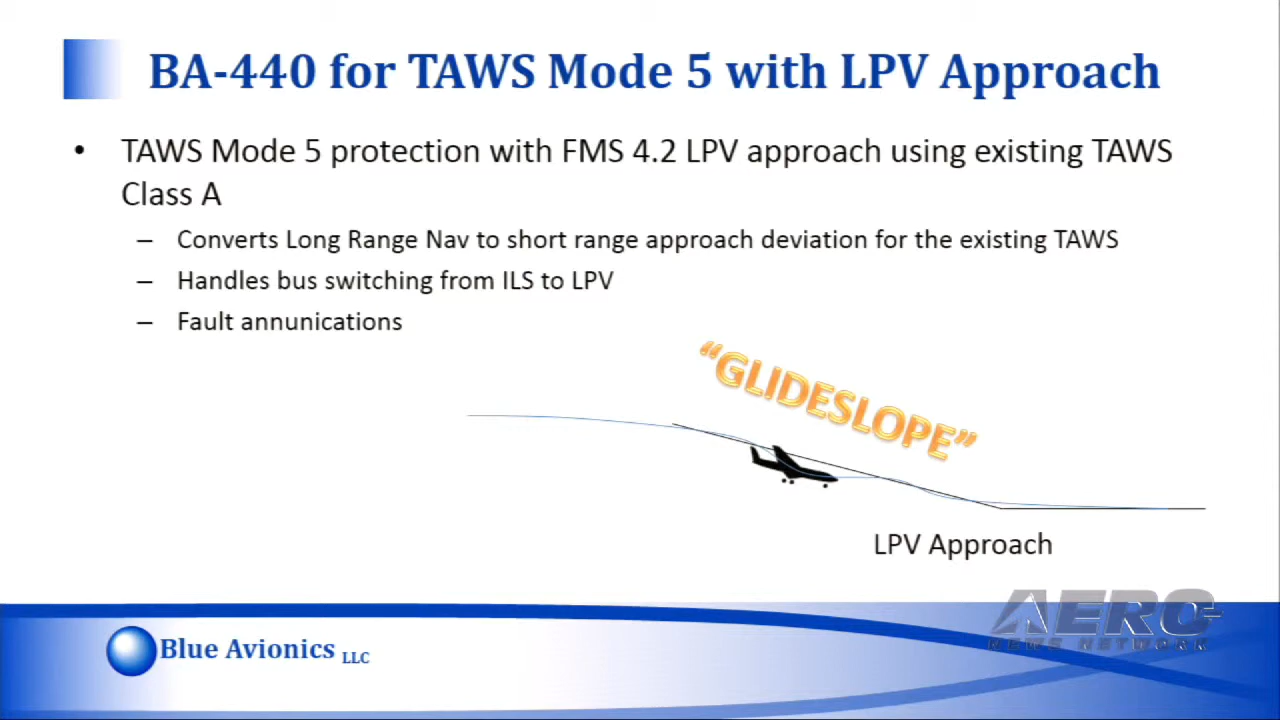 BA-440 for TAWS Mode 5 with LPV Approach
• TAWS Mode 5 protection with FMS 4.2 LPV approach using existing TAWS
Class A
– Converts Long Range Nav to short range approach deviation for the existing TAWS
– Handles bus switching from ILS to LPV
– Fault annunications
“GLIDESLOPE”
LPV Approach
AERO
NEWS NETWORK
Blue Avionics LLC